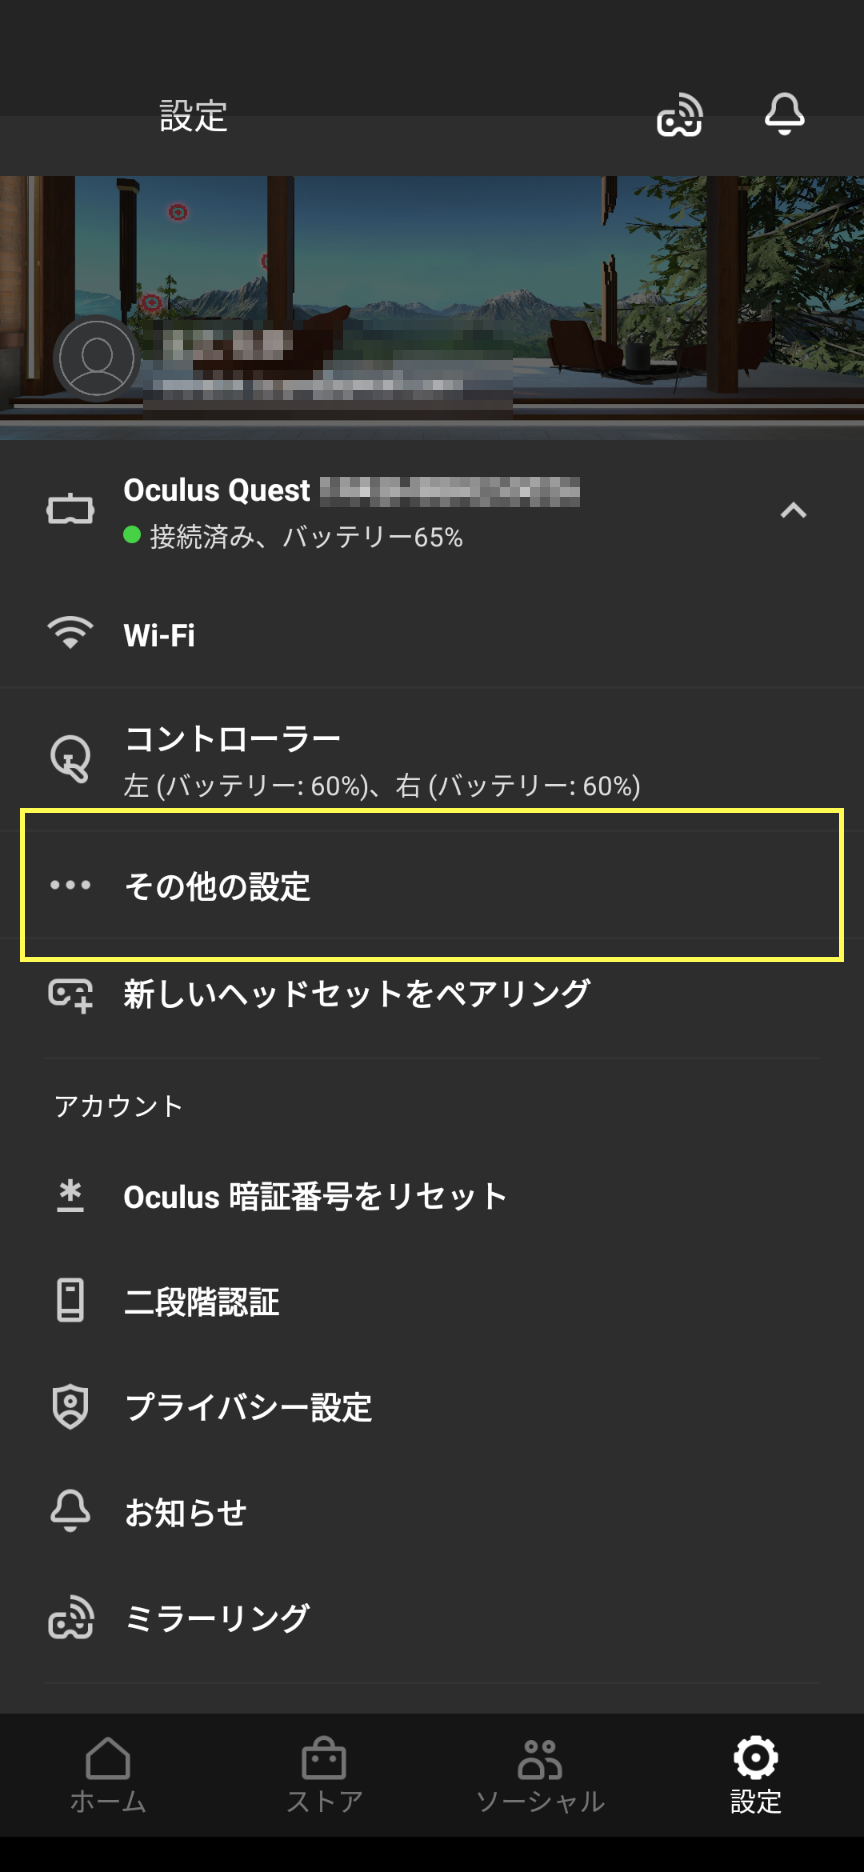 設定
Oculus Quest
接続済み、バッテリー65%
Wi-Fi
コントローラー
左 (バッテリー: 60%)、右 (バッテリー: 60%)
その他の設定
新しいヘッドセットをペアリング
アカウント
Oculus 暗証番号をリセット
二段階認証
プライバシー設定
お知らせ
ミラーリング
ホーム
ストア
ソーシャル
設定